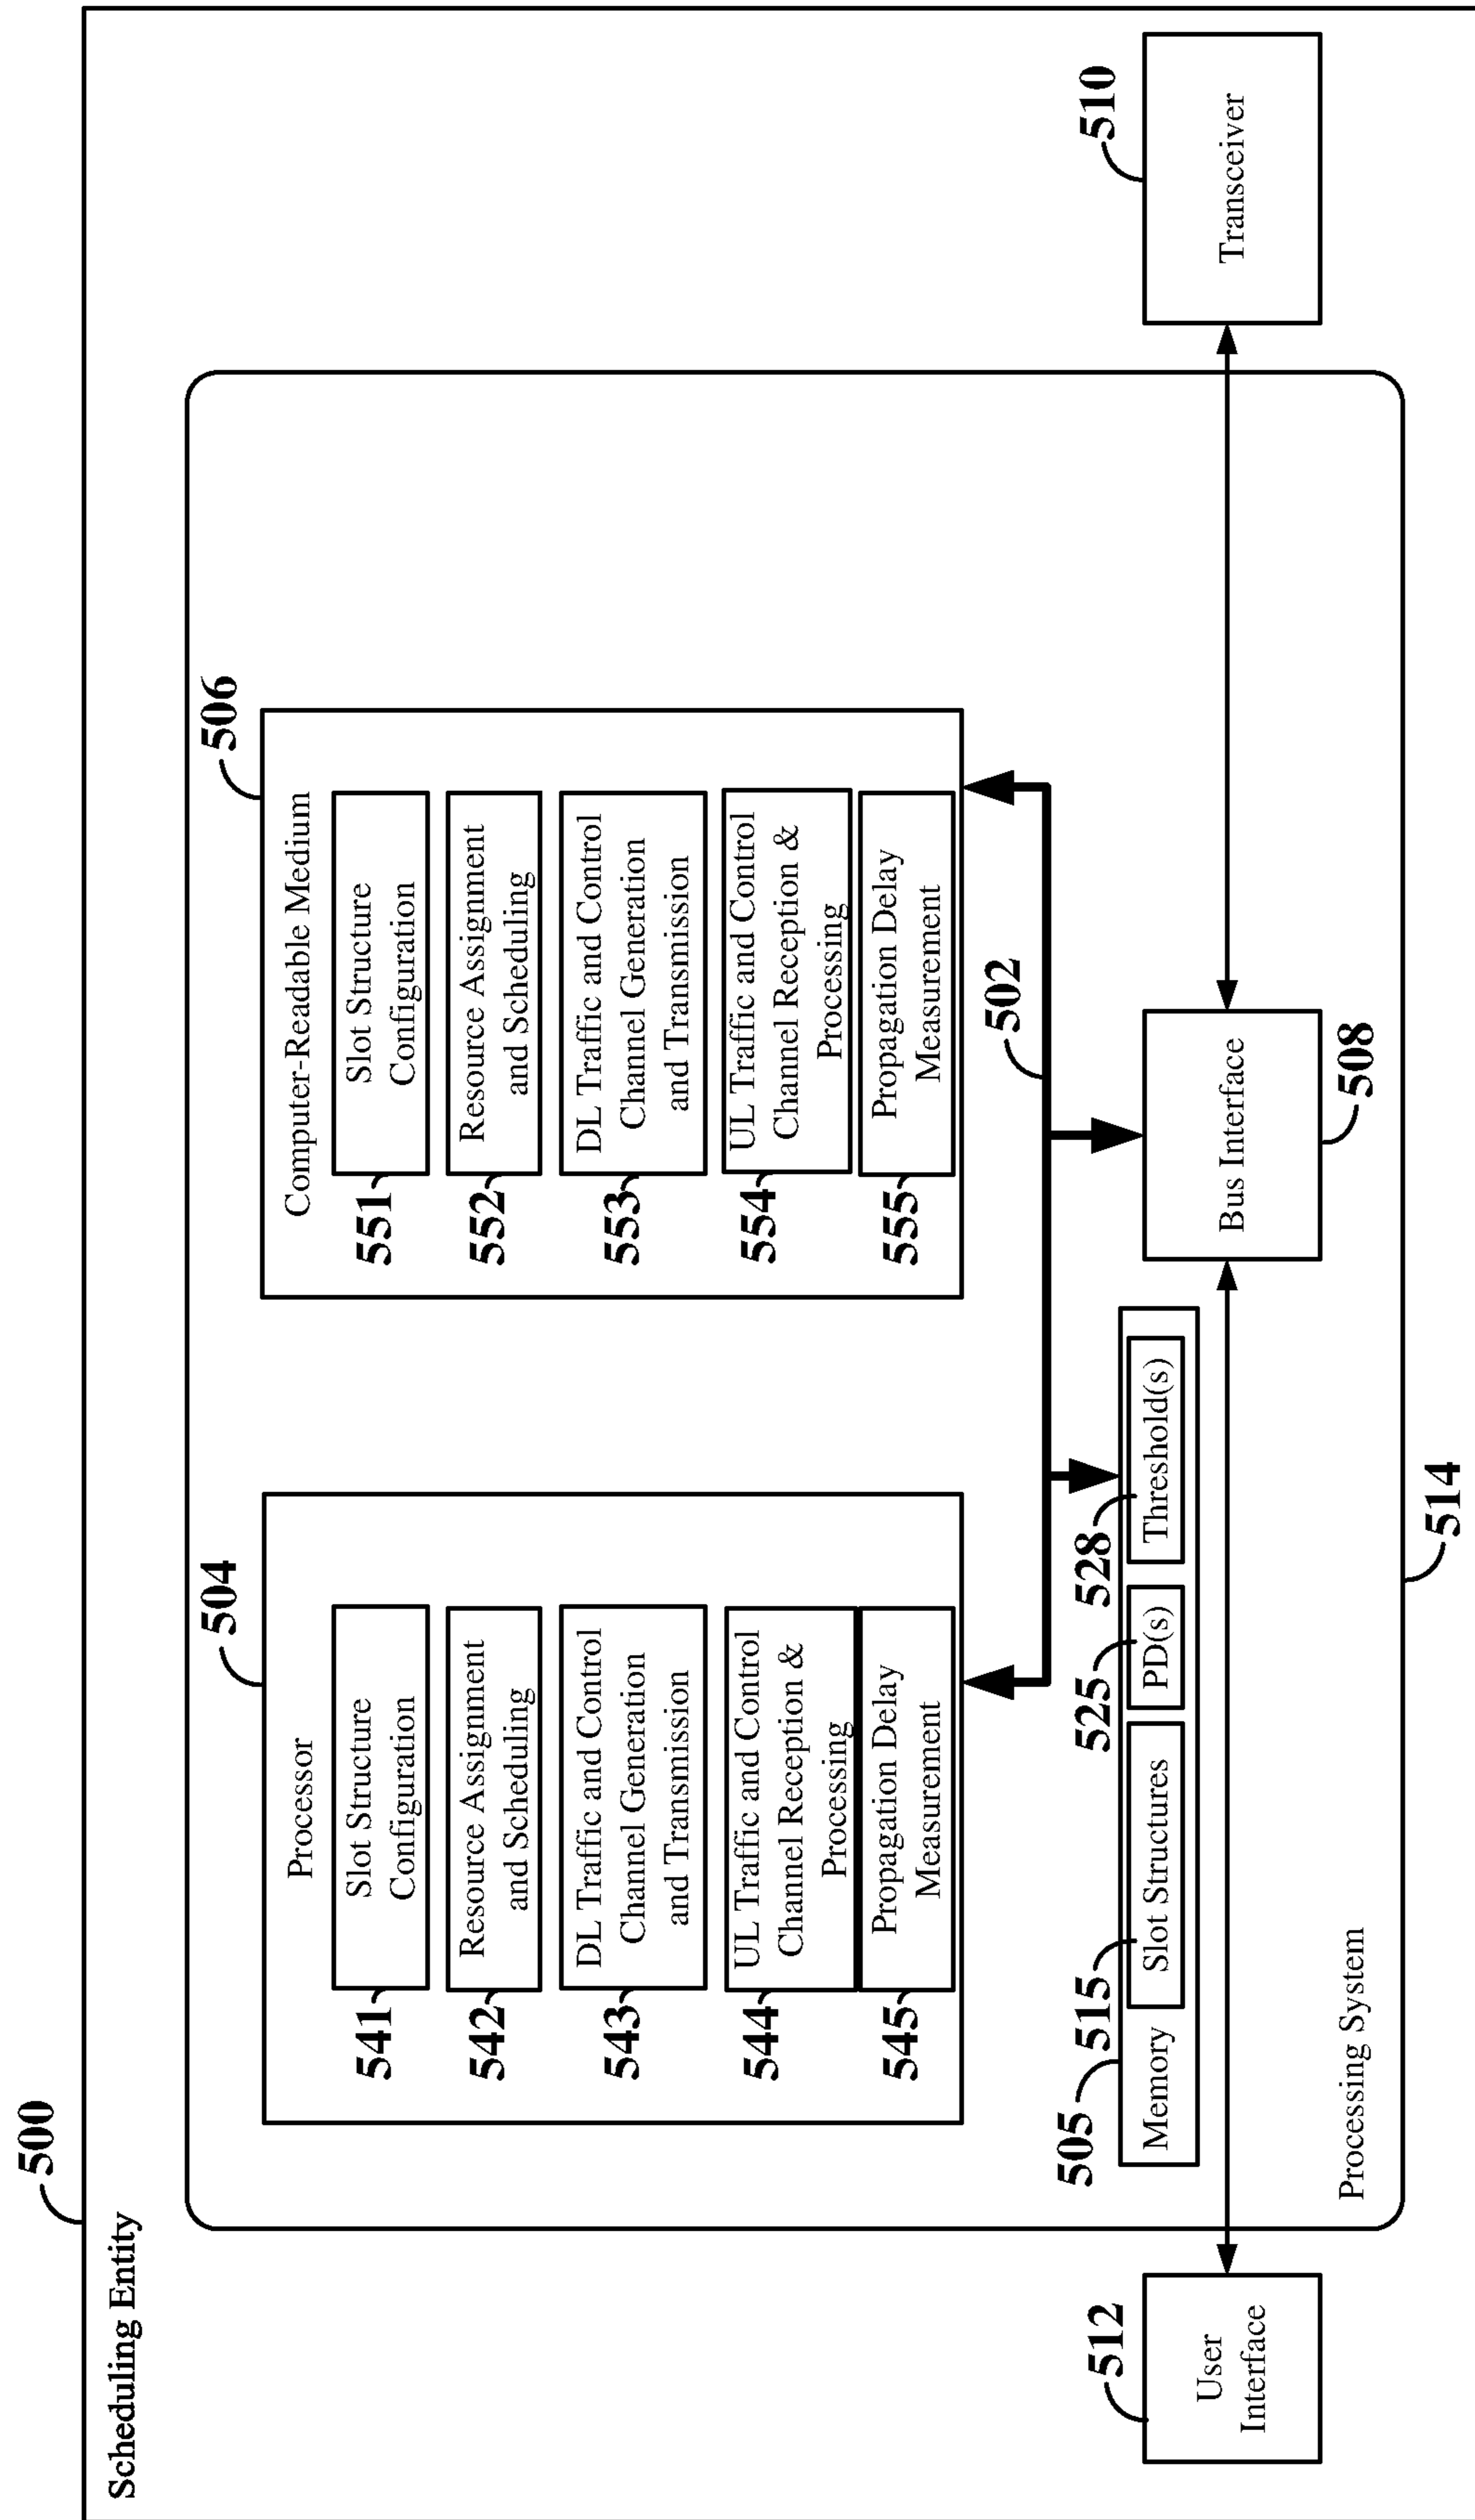 500
Scheduling Entity
504
Processor
541
Slot Structure
Configuration
542
Resource Assignment
and Scheduling
543
DL Traffic and Control
Channel Generation
and Transmission
544
UL Traffic and Control
Channel Reception &
Processing
545
Propagation Delay
Measurement
506
Computer-Readable Medium
551
Slot Structure
Configuration
552
Resource Assignment
and Scheduling
553
DL Traffic and Control
Channel Generation
and Transmission
554
UL Traffic and Control
Channel Reception &
Processing
555
Propagation Delay
Measurement
502
505
Memory
515
Slot Structures
525
PD(s)
528
Threshold(s)
512
User
Interface
Bus Interface
508
510
Transceiver
Processing System
514